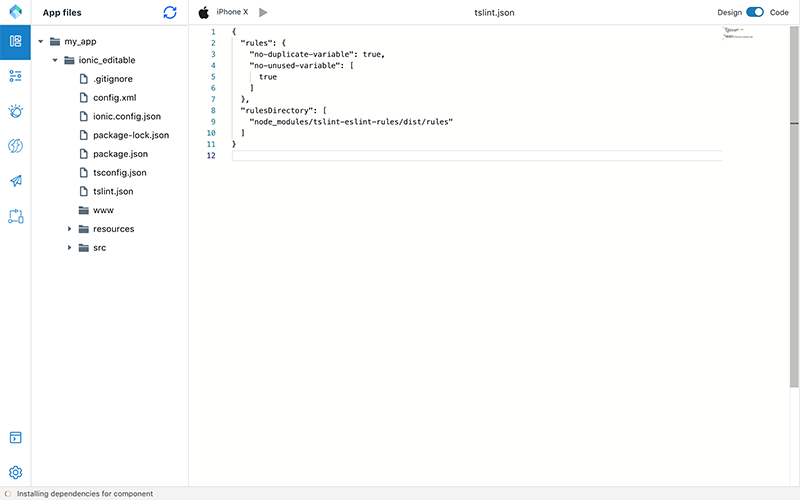 App files
iPhone X
tslint.json
Design
Code
my_app
ionic_editable
.gitignore
config.xml
ionic.config.json
package-lock.json
package.json
tsconfig.json
tslint.json
www
resources
src
1 {
2 "rules": {
3 "no-duplicate-variable": true,
4 "no-unused-variable": [
5 true
6 ]
7 },
8 "rulesDirectory": [
9 "node_modules/tslint-eslint-rules/dist/rules"
10 ]
11 }
12
Installing dependencies for component